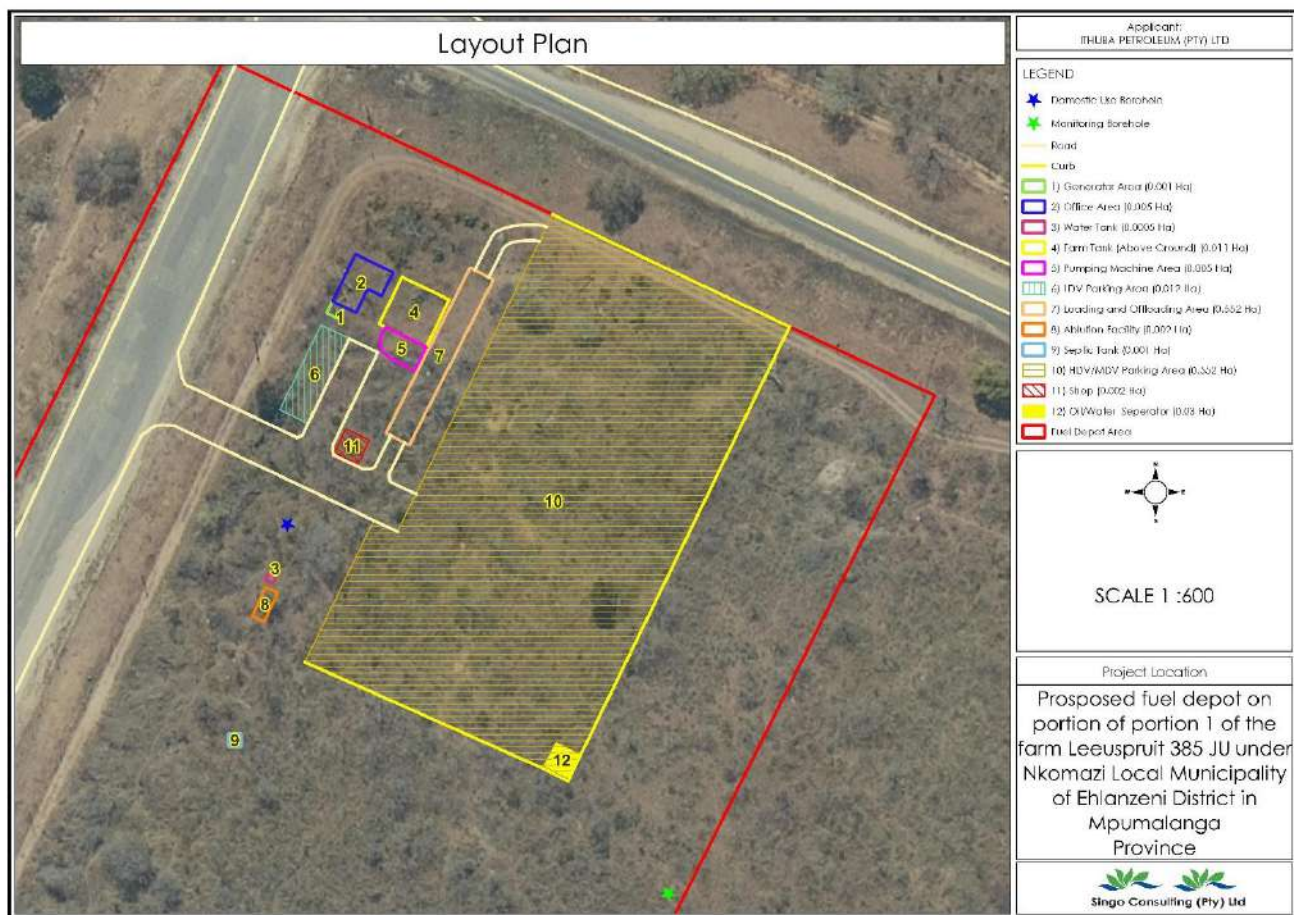 Layout Plan
Applicant:
ITHUBA PETROLEUM (PTY) LTD
LEGEND
Domestic Use Borehole
Monitoring Borehole
Road
Curb
1) Generator Area (0.001 Ha)
2) Office Area (0.005 Ha)
3) Water Tank (0.0005 Ha)
4) Farm Tank (Above Ground) (0.011 Ha)
5) Pumping Machine Area (0.005 Ha)
6) LDV Parking Area (0.012 Ha)
7) Loading and Offloading Area (0.552 Ha)
8) Ablution Facility (0.002 Ha)
9) Septic Tank (0.001 Ha)
10) HDV/MDV Parking Area (0.552 Ha)
11) Shop (0.002 Ha)
12) Oil/Water Seperator (0.03 Ha)
Fuel Depot Area
2
1
4
5
7
6
11
10
3
8
9
12
N
W
E
S
SCALE 1 :600
Project Location
Prosposed fuel depot on
portion of portion 1 of the
farm Leeuspruit 385 JU under
Nkomazi Local Municipality
of Ehlanzeni District in
Mpumalanga
Province
Singo Consulting (Pty) Ltd